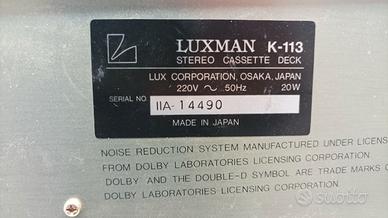 LUXMAN K-113
STEREO CASSETTE DECK
LUX CORPORATION, OSAKA, JAPAN
220V ～ 50Hz 20W
SERIAL NO. IIA-14490
MADE IN JAPAN
NOISE REDUCTION SYSTEM MANUFACTURED UNDER LICENS
FROM DOLBY LABORATORIES LICENSING CORPORATION
DOLBY AND THE DOUBLE-D SYMBOL ARE TRADE MARKS O
DOLBY LABORATORIES LICENSING CORPORATION.
subito